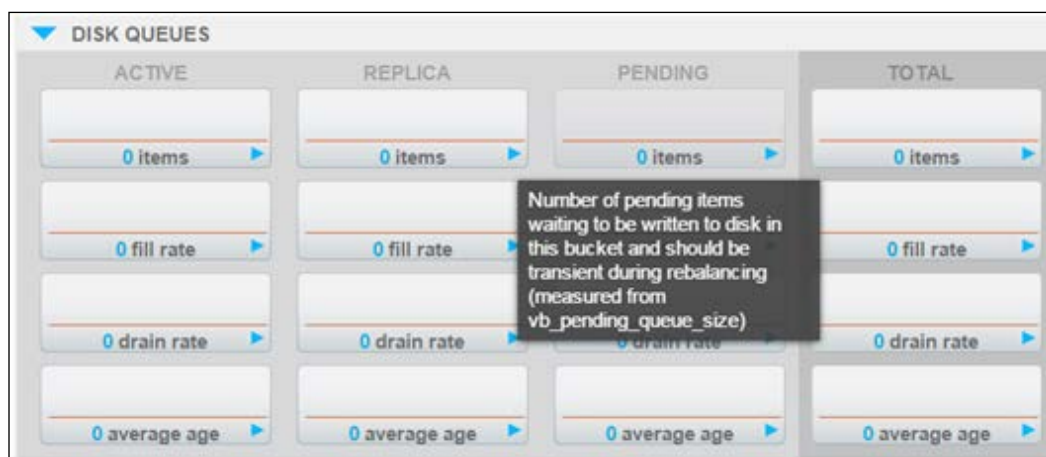 DISK QUEUES
ACTIVE REPLICA PENDING TOTAL
0 items 0 items 0 items 0 items
Number of pending items
waiting to be written to disk in
this bucket and should be
transient during rebalancing
(measured from
vb_pending_queue_size)
0 fill rate 0 fill rate 0 fill rate
0 drain rate 0 drain rate 0 drain rate 0 drain rate
0 average age 0 average age 0 average age 0 average age